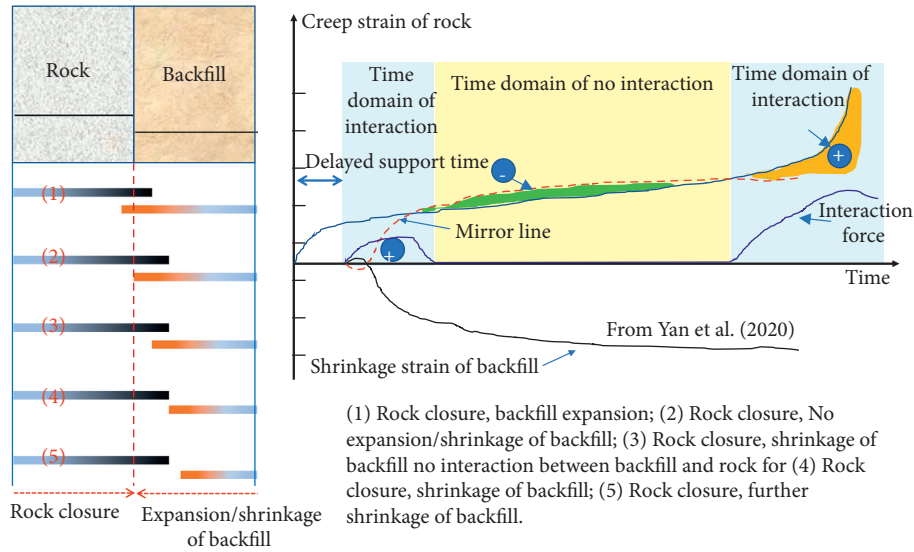 Rock
Backfill
(1)
(2)
(3)
(4)
(5)
Rock closure
Expansion/shrinkage
of backfill
Creep strain of rock
Time
domain of
interaction
Time domain of no interaction
Time domain of
interaction
Delayed support time
-
+
+
Mirror line
Interaction
force
Time
From Yan et al. (2020)
Shrinkage strain of backfill
(1) Rock closure, backfill expansion; (2) Rock closure, No
expansion/shrinkage of backfill; (3) Rock closure, shrinkage of
backfill no interaction between backfill and rock for (4) Rock
closure, shrinkage of backfill; (5) Rock closure, further
shrinkage of backfill.